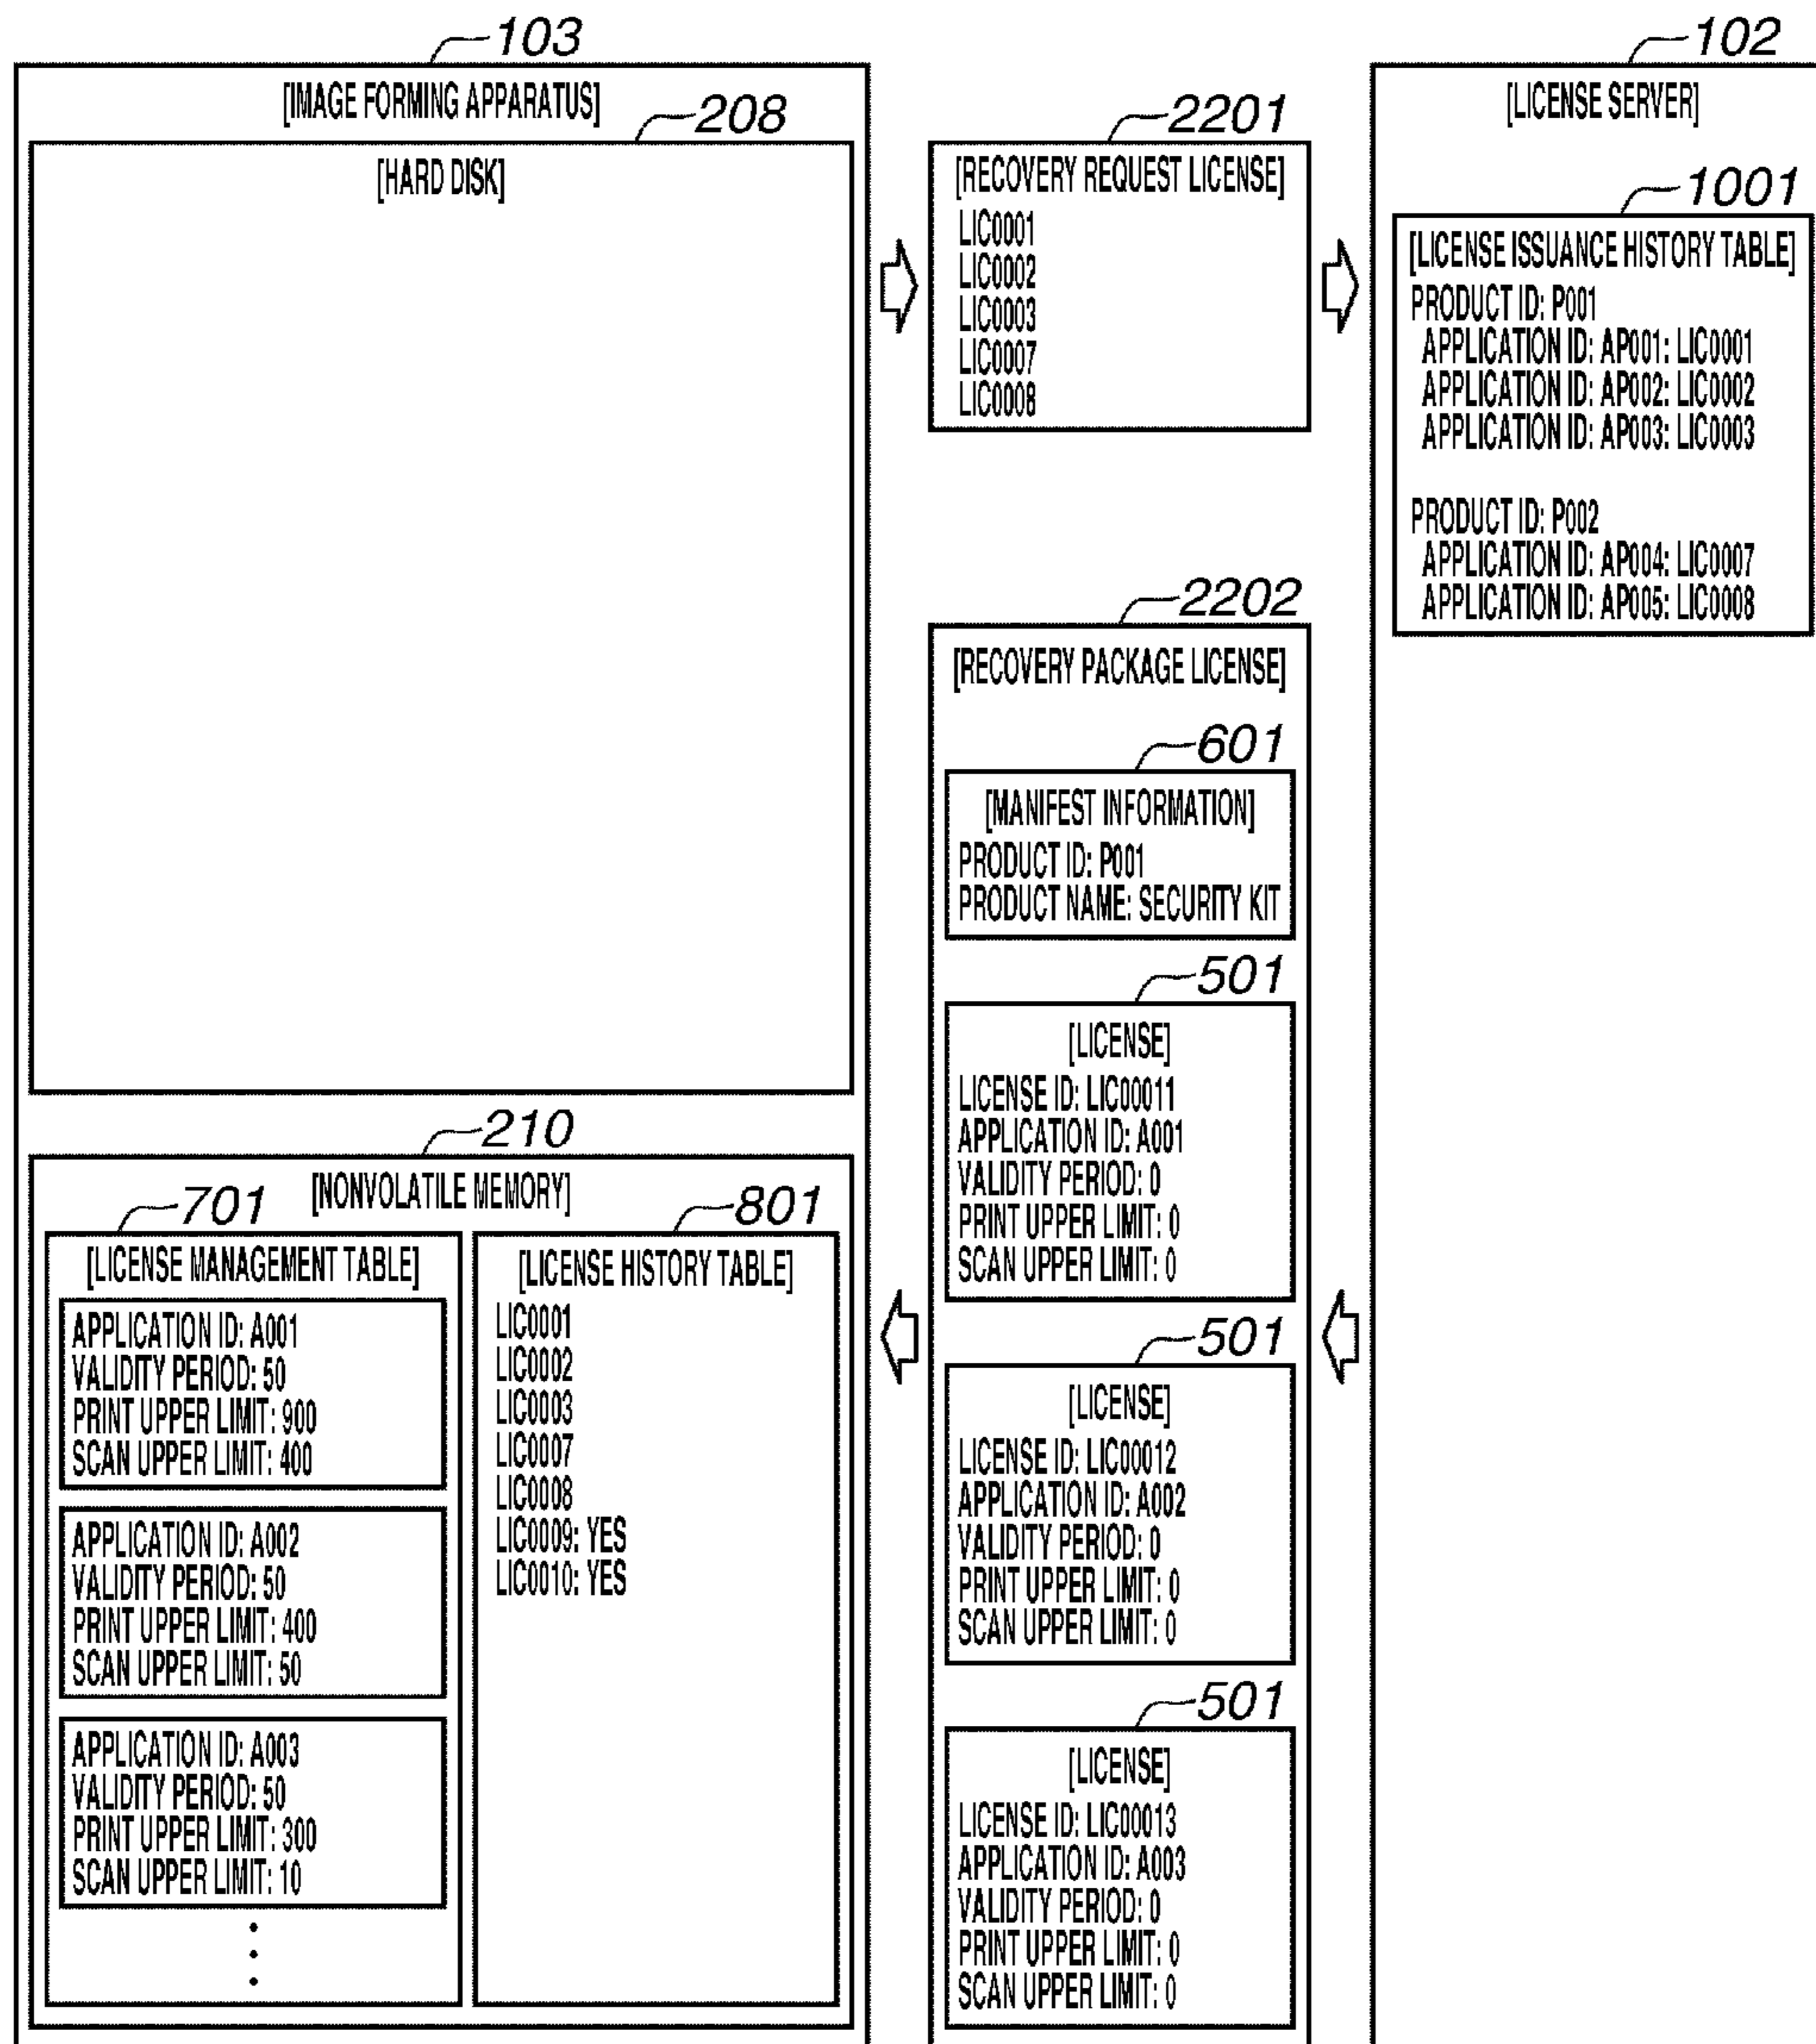 103
[IMAGE FORMING APPARATUS]
208
[HARD DISK]
210
[NONVOLATILE MEMORY]
701
[LICENSE MANAGEMENT TABLE]
APPLICATION ID: A001
VALIDITY PERIOD: 50
PRINT UPPER LIMIT: 900
SCAN UPPER LIMIT: 400
APPLICATION ID: A002
VALIDITY PERIOD: 50
PRINT UPPER LIMIT: 400
SCAN UPPER LIMIT: 50
APPLICATION ID: A003
VALIDITY PERIOD: 50
PRINT UPPER LIMIT: 300
SCAN UPPER LIMIT: 10
801
[LICENSE HISTORY TABLE]
LIC0001
LIC0002
LIC0003
LIC0007
LIC0008
LIC0009: YES
LIC0010: YES
2201
[RECOVERY REQUEST LICENSE]
LIC0001
LIC0002
LIC0003
LIC0007
LIC0008
2202
[RECOVERY PACKAGE LICENSE]
601
[MANIFEST INFORMATION]
PRODUCT ID: P001
PRODUCT NAME: SECURITY KIT
501
[LICENSE]
LICENSE ID: LIC00011
APPLICATION ID: A001
VALIDITY PERIOD: 0
PRINT UPPER LIMIT: 0
SCAN UPPER LIMIT: 0
501
[LICENSE]
LICENSE ID: LIC00012
APPLICATION ID: A002
VALIDITY PERIOD: 0
PRINT UPPER LIMIT: 0
SCAN UPPER LIMIT: 0
501
[LICENSE]
LICENSE ID: LIC00013
APPLICATION ID: A003
VALIDITY PERIOD: 0
PRINT UPPER LIMIT: 0
SCAN UPPER LIMIT: 0
102
[LICENSE SERVER]
1001
[LICENSE ISSUANCE HISTORY TABLE]
PRODUCT ID: P001
APPLICATION ID: AP001: LIC0001
APPLICATION ID: AP002: LIC0002
APPLICATION ID: AP003: LIC0003
PRODUCT ID: P002
APPLICATION ID: AP004: LIC0007
APPLICATION ID: AP005: LIC0008